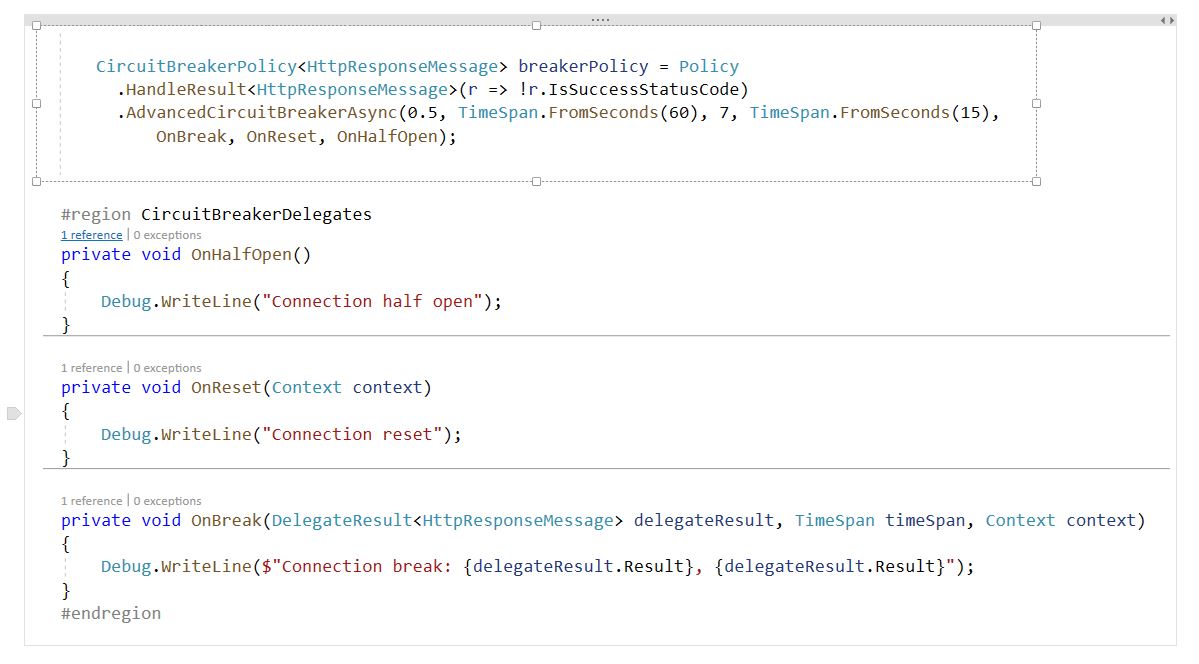 CircuitBreakerPolicy<HttpResponseMessage> breakerPolicy = Policy
.HandleResult<HttpResponseMessage>(r => !r.IsSuccessStatusCode)
.AdvancedCircuitBreakerAsync(0.5, TimeSpan.FromSeconds(60), 7, TimeSpan.FromSeconds(15),
OnBreak, OnReset, OnHalfOpen);
#region CircuitBreakerDelegates
1 reference | 0 exceptions
private void OnHalfOpen()
{
Debug.WriteLine("Connection half open");
}
1 reference | 0 exceptions
private void OnReset(Context context)
{
Debug.WriteLine("Connection reset");
}
1 reference | 0 exceptions
private void OnBreak(DelegateResult<HttpResponseMessage> delegateResult, TimeSpan timeSpan, Context context)
{
Debug.WriteLine($"Connection break: {delegateResult.Result}, {delegateResult.Result}");
}
#endregion